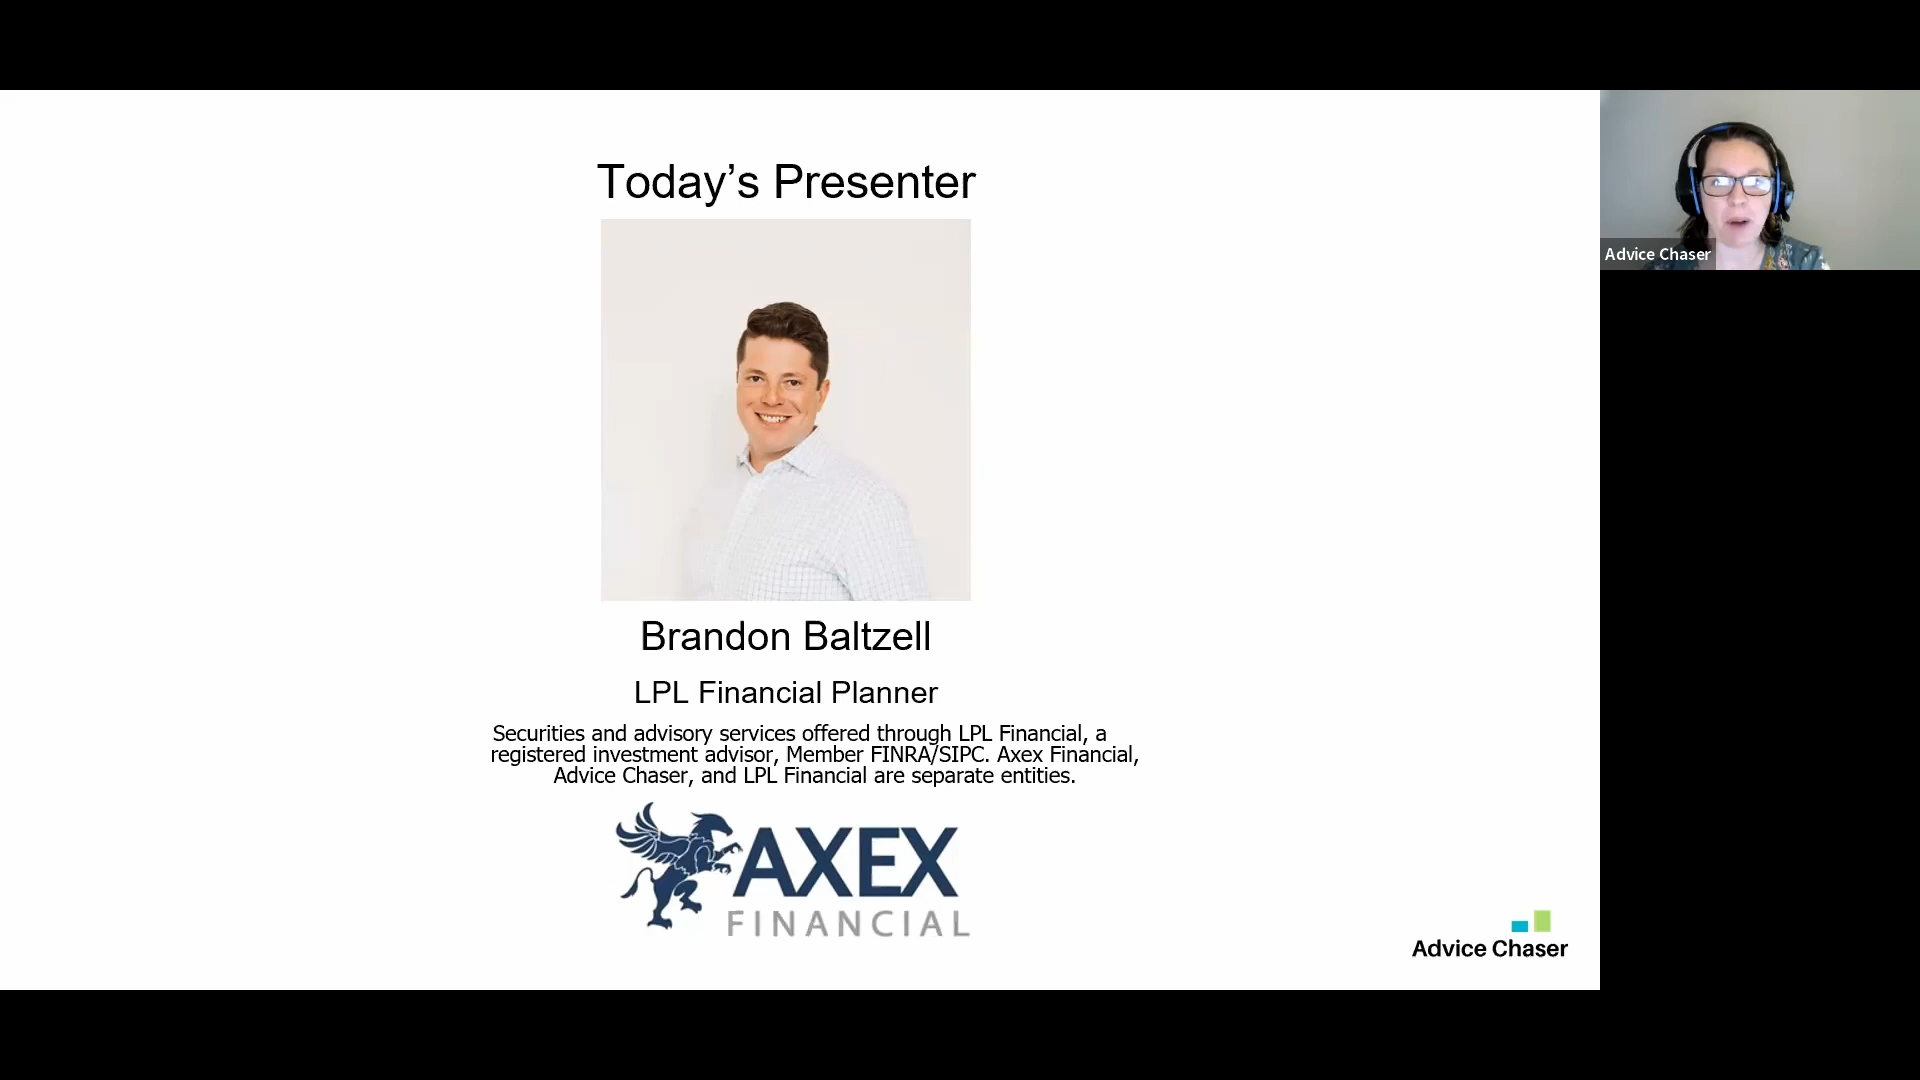 Today’s Presenter
Brandon Baltzell
LPL Financial Planner
Securities and advisory services offered through LPL Financial, a
registered investment advisor, Member FINRA/SIPC. Axex Financial,
Advice Chaser, and LPL Financial are separate entities.
AXEX
FINANCIAL
Advice Chaser
Advice Chaser